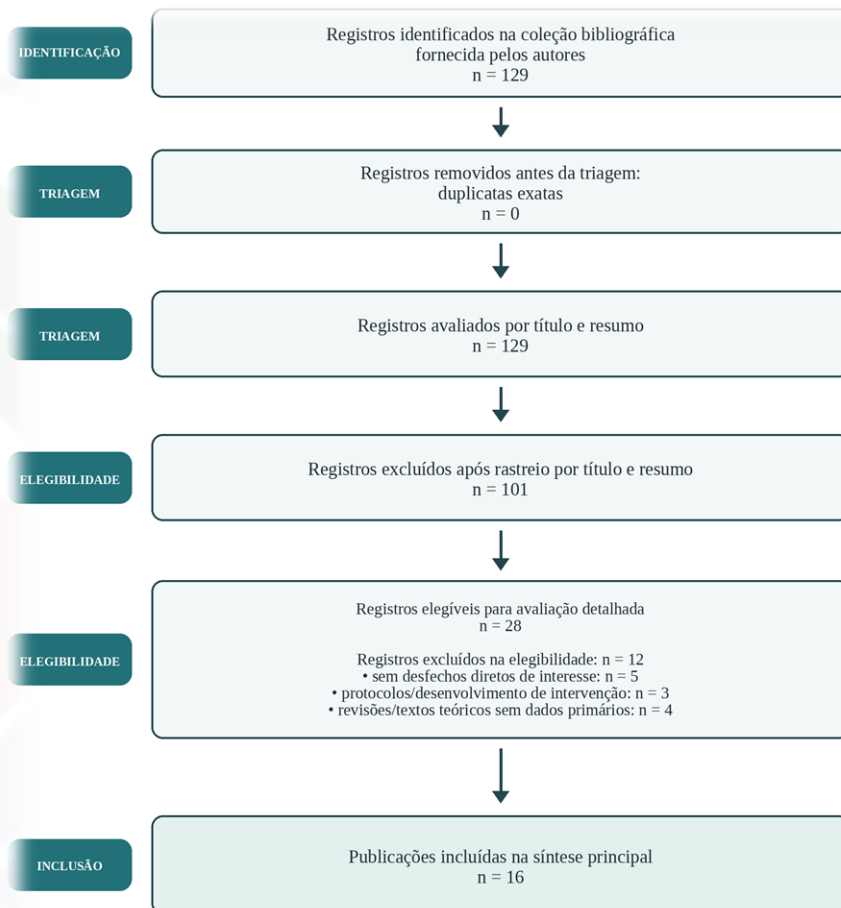 IDENTIFICAÇÃO
Registros identificados na coleção bibliográfica
fornecida pelos autores
n = 129
TRIAGEM
Registros removidos antes da triagem:
duplicatas exatas
n = 0
TRIAGEM
Registros avaliados por título e resumo
n = 129
ELEGIBILIDADE
Registros excluídos após rastreio por título e resumo
n = 101
ELEGIBILIDADE
Registros elegíveis para avaliação detalhada
n = 28
Registros excluídos na elegibilidade: n = 12
• sem desfechos diretos de interesse: n = 5
• protocolos/desenvolvimento de intervenção: n = 3
• revisões/textos teóricos sem dados primários: n = 4
INCLUSÃO
Publicações incluídas na síntese principal
n = 16